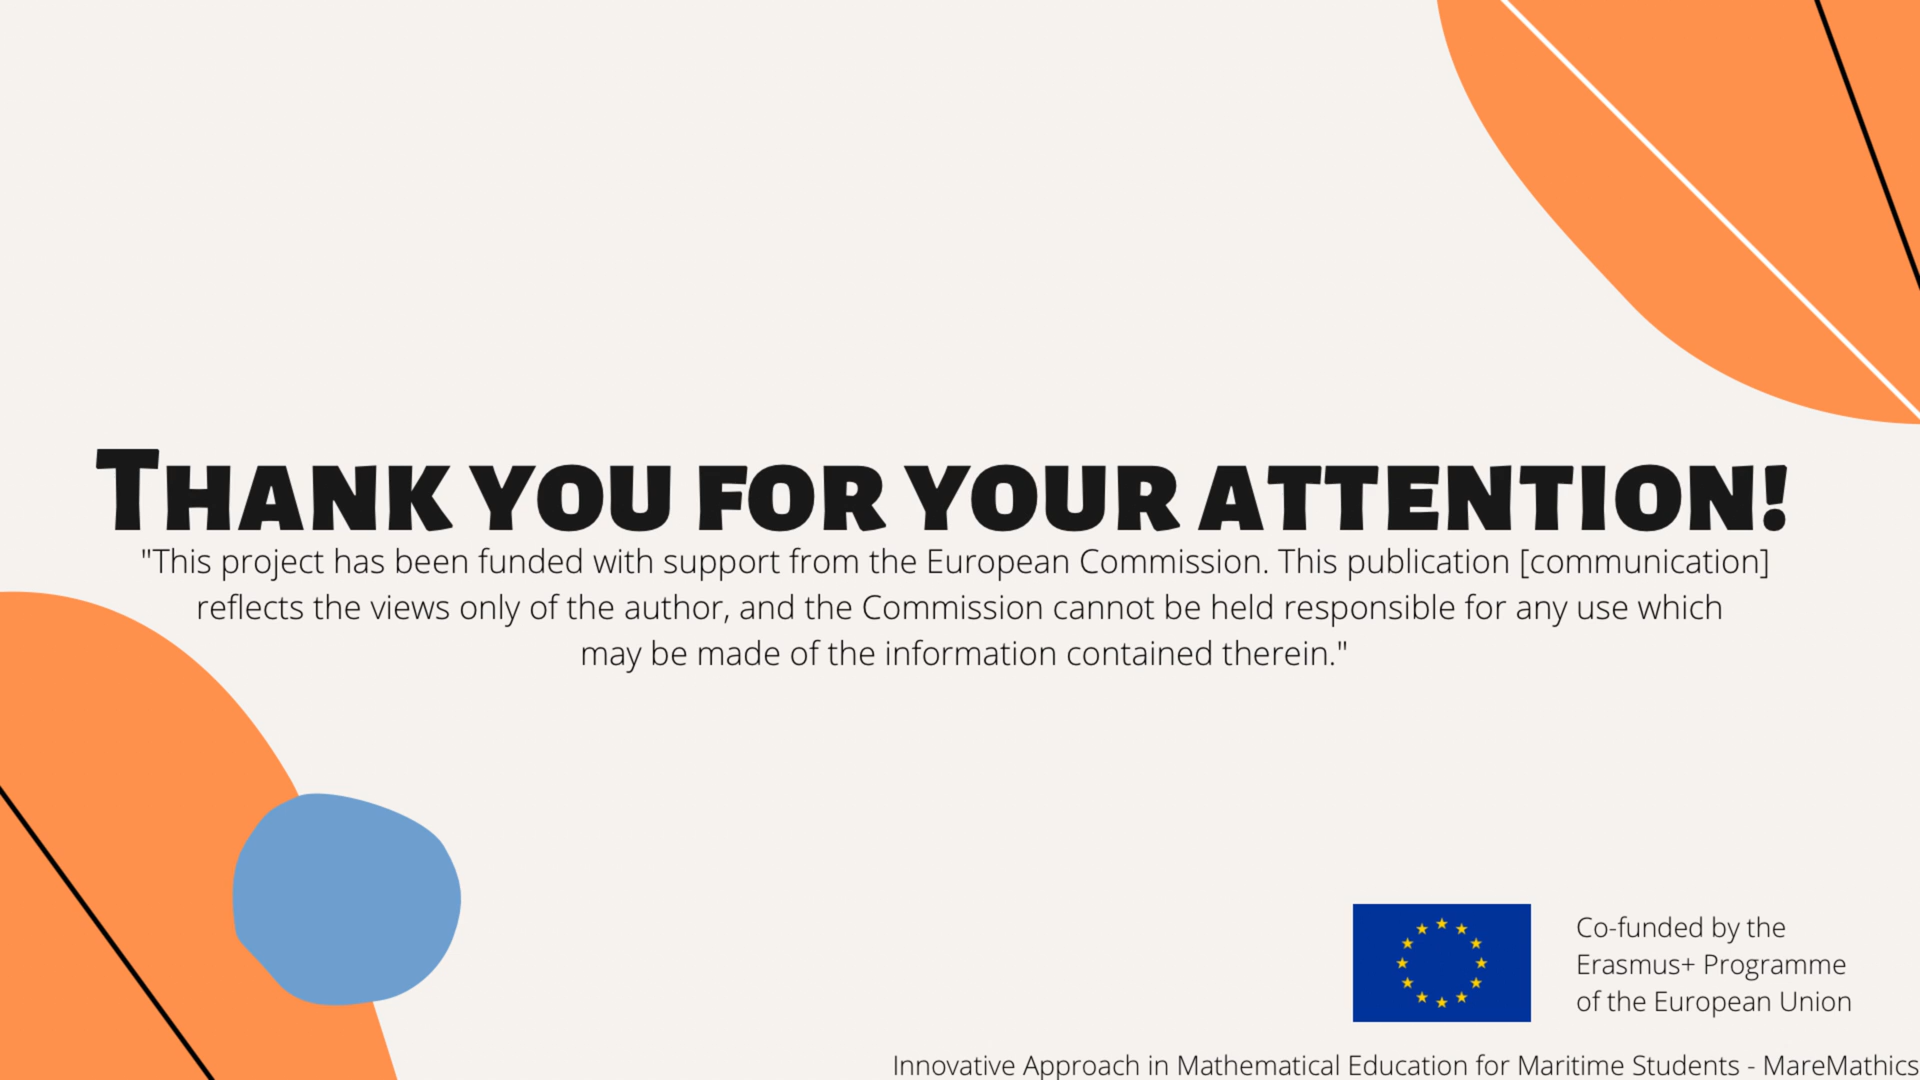 Thank you for your attention!
"This project has been funded with support from the European Commission. This publication [communication]
reflects the views only of the author, and the Commission cannot be held responsible for any use which
may be made of the information contained therein."
Co-funded by the
Erasmus+ Programme
of the European Union
Innovative Approach in Mathematical Education for Maritime Students - MareMathics